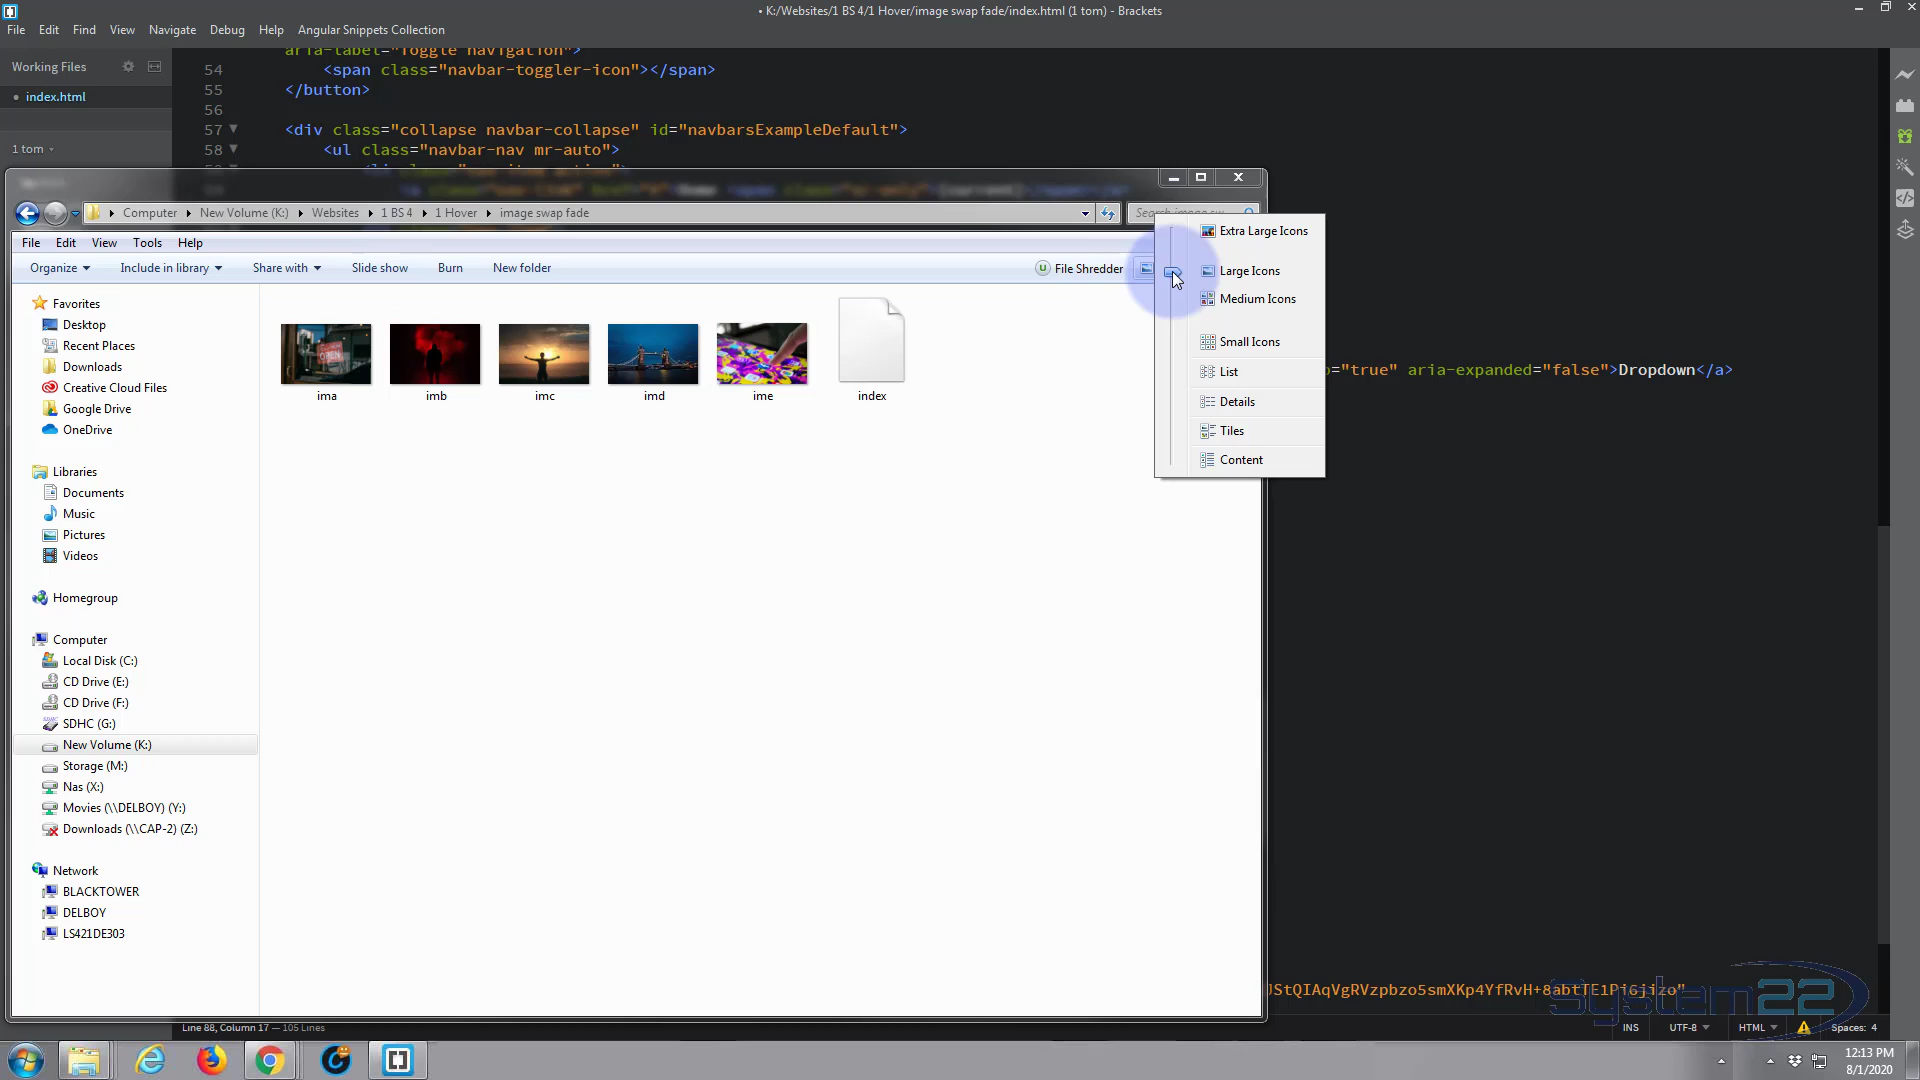 • K:/Websites/1 BS 4/1 Hover/image swap fade/index.html (1 tom) - Brackets
File Edit Find View Navigate Debug Help Angular Snippets Collection
Working Files
• index.html
1 tom
aria-label="Toggle navigation">
54 <span class="navbar-toggler-icon"></span>
55 </button>
56
57 <div class="collapse navbar-collapse" id="navbarsExampleDefault">
58 <ul class="navbar-nav mr-auto">
Computer New Volume (K:) Websites 1 BS 4 1 Hover image swap fade
File Edit View Tools Help
Organize Include in library Share with Slide show Burn New folder File Shredder
Extra Large Icons
Large Icons
Medium Icons
Small Icons
List
Details
Tiles
Content
Favorites
Desktop
Recent Places
Downloads
Creative Cloud Files
Google Drive
OneDrive
Libraries
Documents
Music
Pictures
Videos
Homegroup
Computer
Local Disk (C:)
CD Drive (E:)
CD Drive (F:)
SDHC (G:)
New Volume (K:)
Storage (M:)
Nas (X:)
Movies (\\DELBOY) (Y:)
Downloads (\\CAP-2) (Z:)
Network
BLACKTOWER
DELBOY
LS421DE303
OPEN
ima imb imc imd ime index
="true" aria-expanded="false">Dropdown</a>
System22
Line 88, Column 17 — 105 Lines
INS UTF-8 HTML Spaces: 4
12:13 PM
8/1/2020